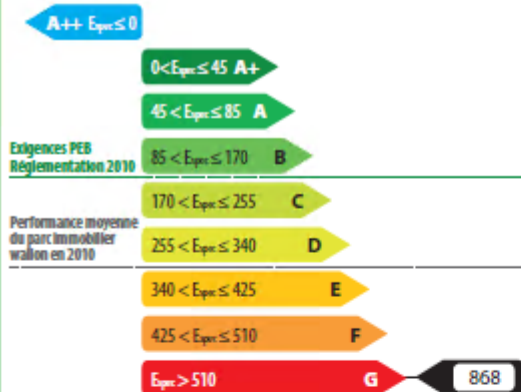 A++ Espec ≤ 0
0 < Espec ≤ 45 A+
45 < Espec ≤ 85 A
Exigences PEB
Réglementation 2010
85 < Espec ≤ 170 B
170 < Espec ≤ 255 C
Performance moyenne
du parc immobilier
wallon en 2010
255 < Espec ≤ 340 D
340 < Espec ≤ 425 E
425 < Espec ≤ 510 F
Espec > 510 G
868